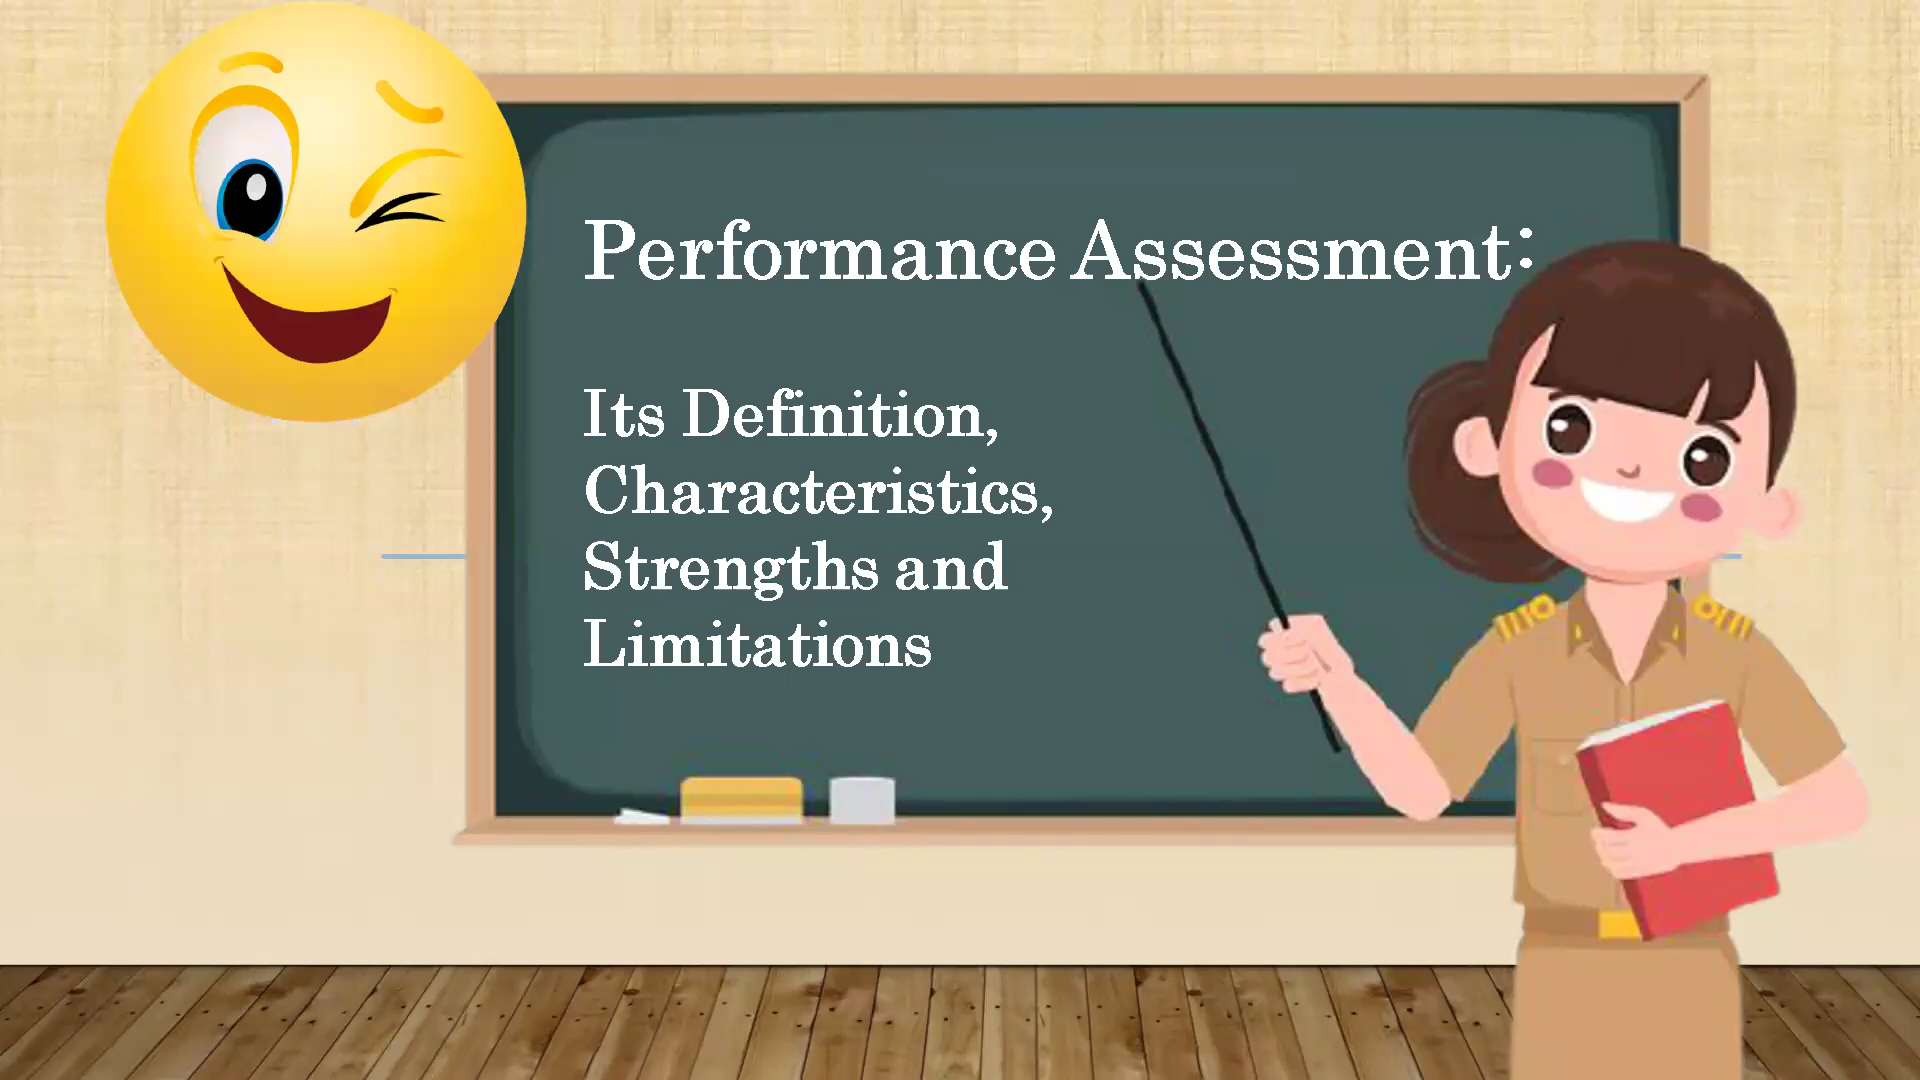 Performance Assessment:
Its Definition,
Characteristics,
Strengths and
Limitations